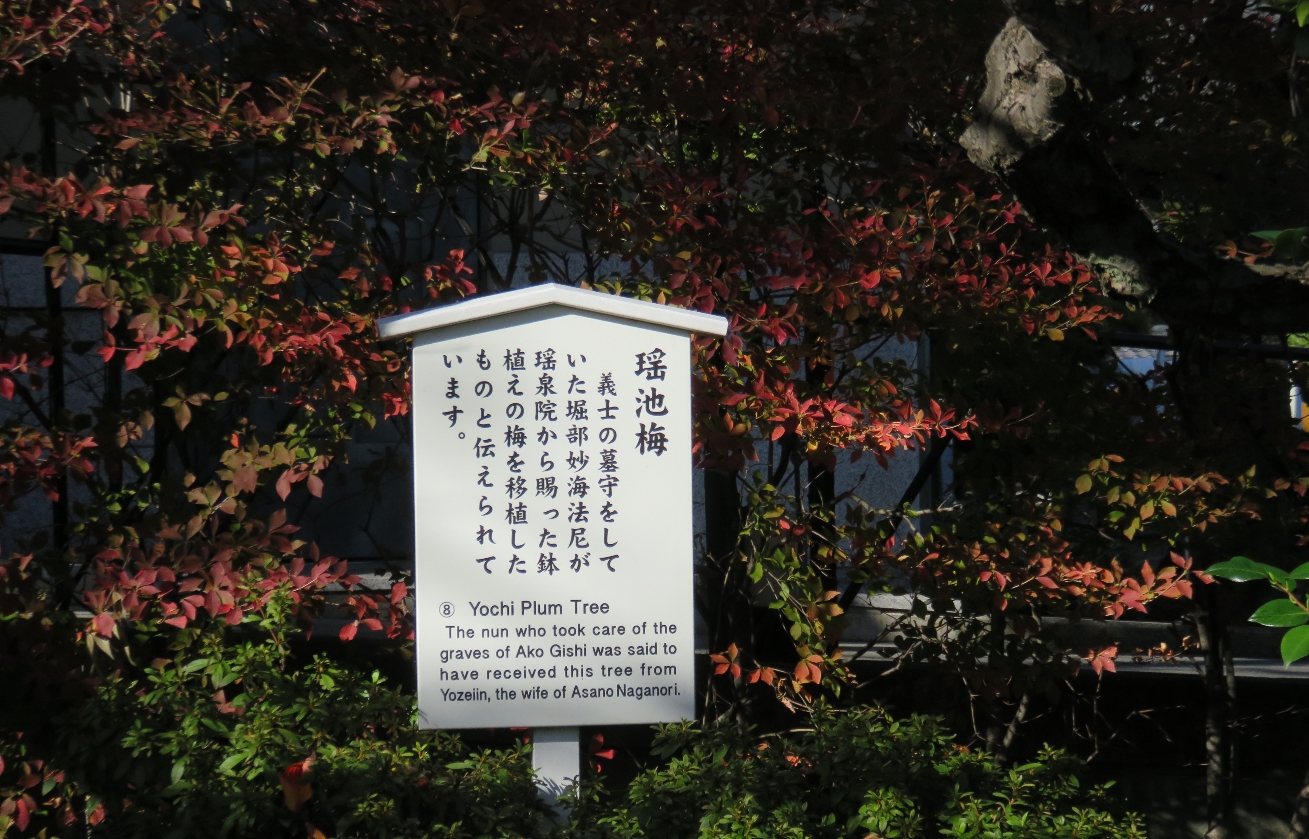 瑶池梅
義士の墓守をして
いた堀部妙海法尼が
瑶泉院から賜った鉢
植えの梅を移植した
ものと伝えられて
います。
⑧ Yochi Plum Tree
The nun who took care of the
graves of Ako Gishi was said to
have received this tree from
Yozeiin, the wife of Asano Naganori.